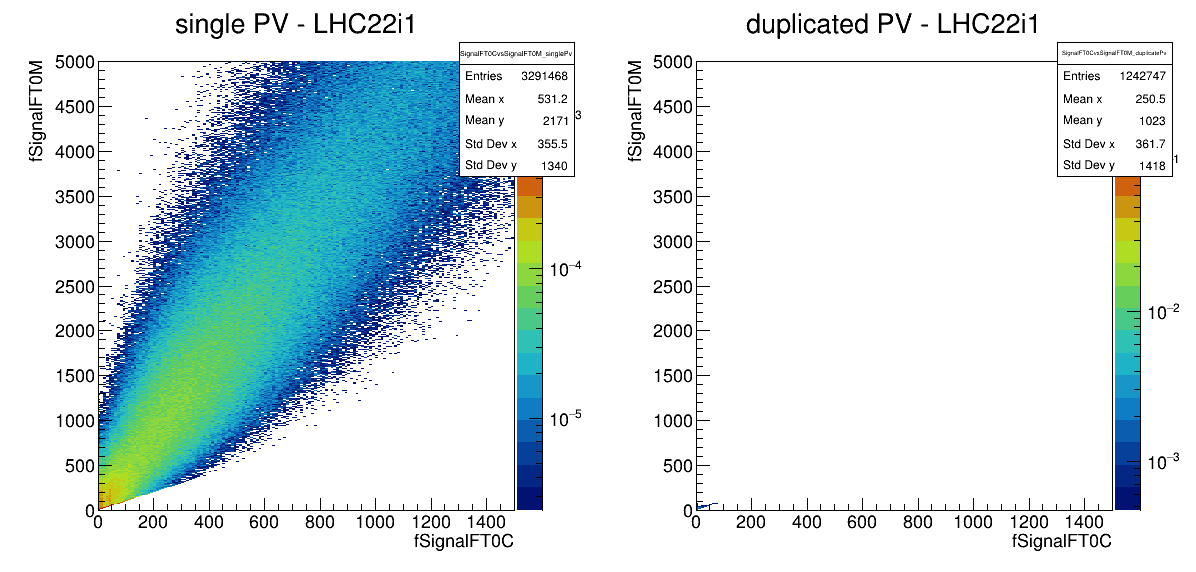 single PV - LHC22i1
SignalFT0CvsSignalFT0M_singlePv
Entries 3291468
Mean x 531.2
Mean y 2171
Std Dev x 355.5
Std Dev y 1340
fSignalFT0M
5000
4500
4000
3500
3000
2500
2000
1500
1000
500
0
0 200 400 600 800 1000 1200 1400
fSignalFT0C
3
10−4
10−5
duplicated PV - LHC22i1
SignalFT0CvsSignalFT0M_duplicatePv
Entries 1242747
Mean x 250.5
Mean y 1023
Std Dev x 361.7
Std Dev y 1418
fSignalFT0M
5000
4500
4000
3500
3000
2500
2000
1500
1000
500
0
0 200 400 600 800 1000 1200 1400
fSignalFT0C
1
10−2
10−3